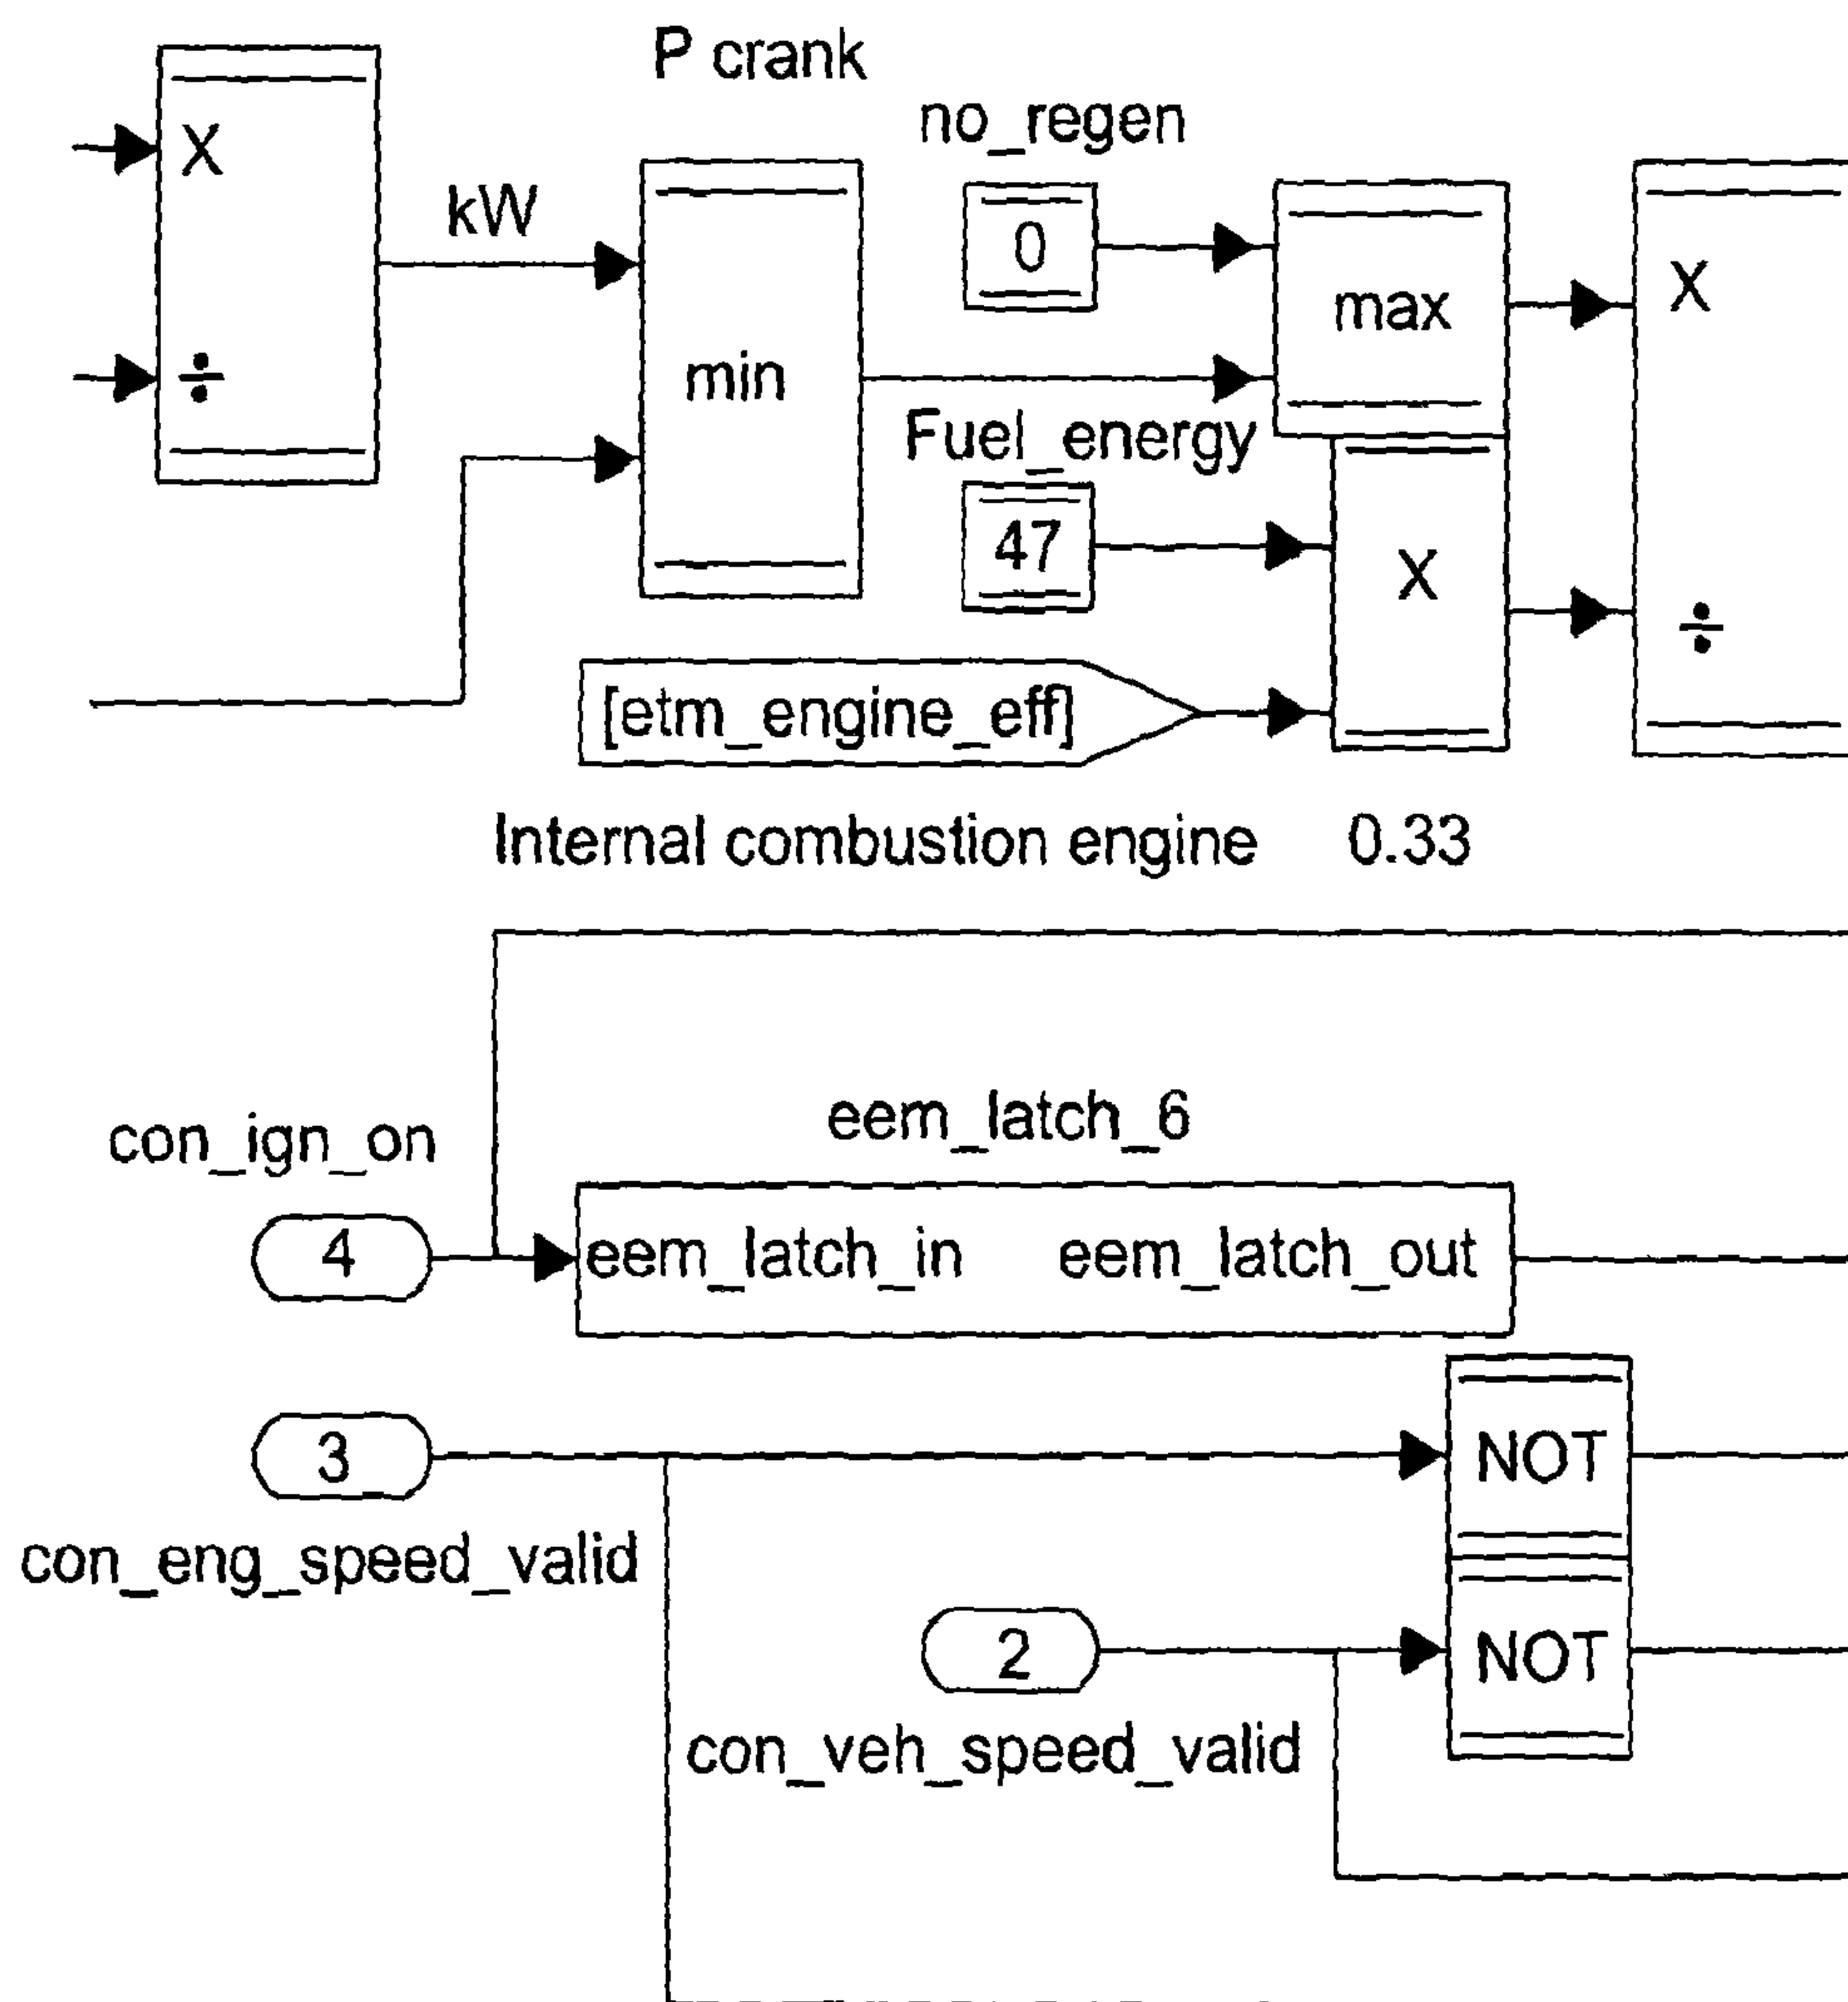 P crank
no_regen
X
kW
0
max
X
÷
min
Fuel_energy
47
X
÷
[etm_engine_eff]
Internal combustion engine 0.33
con_ign_on
eem_latch_6
4
eem_latch_in eem_latch_out
3
NOT
con_eng_speed_valid
2
NOT
con_veh_speed_valid